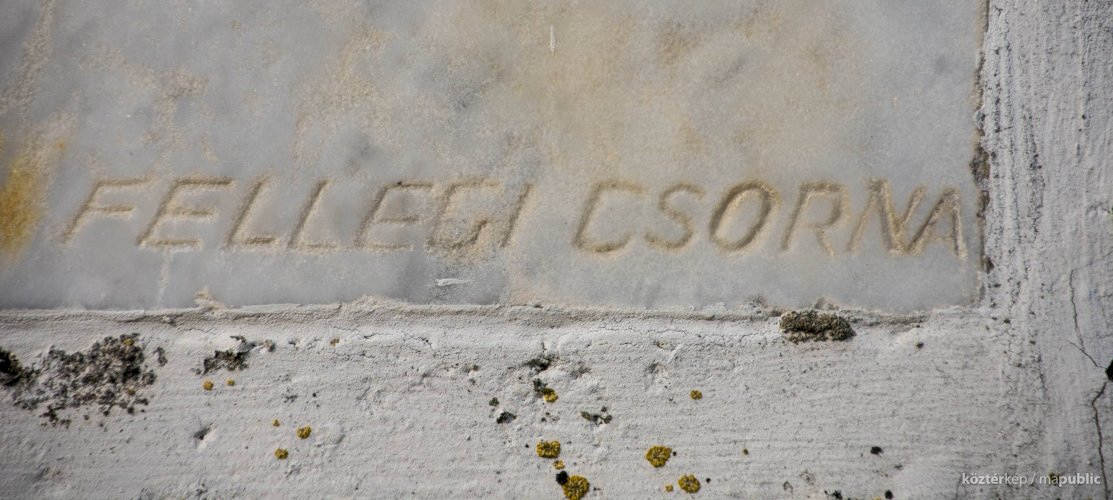 FELLEGI CSORNA
köztérkép / mapublic